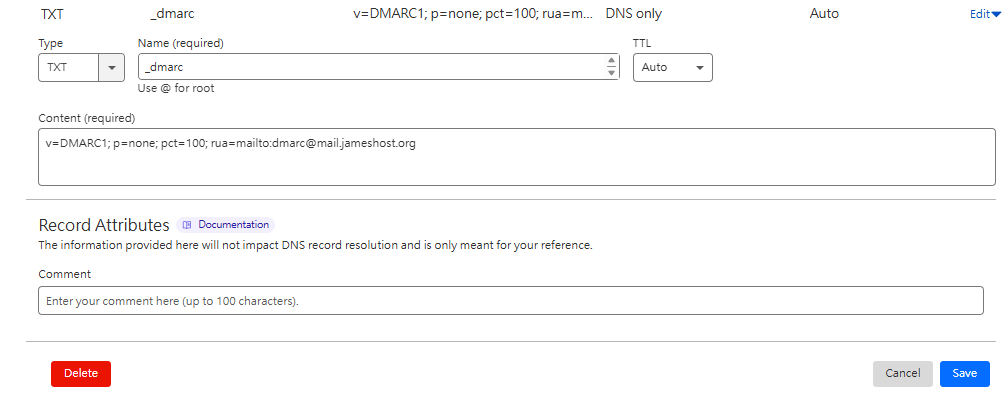 TXT _dmarc v=DMARC1; p=none; pct=100; rua=m... DNS only Auto Edit
Type Name (required) TTL
TXT _dmarc Auto
Use @ for root
Content (required)
v=DMARC1; p=none; pct=100; rua=mailto:dmarc@mail.jameshost.org
Record Attributes Documentation
The information provided here will not impact DNS record resolution and is only meant for your reference.
Comment
Enter your comment here (up to 100 characters).
Delete Cancel Save